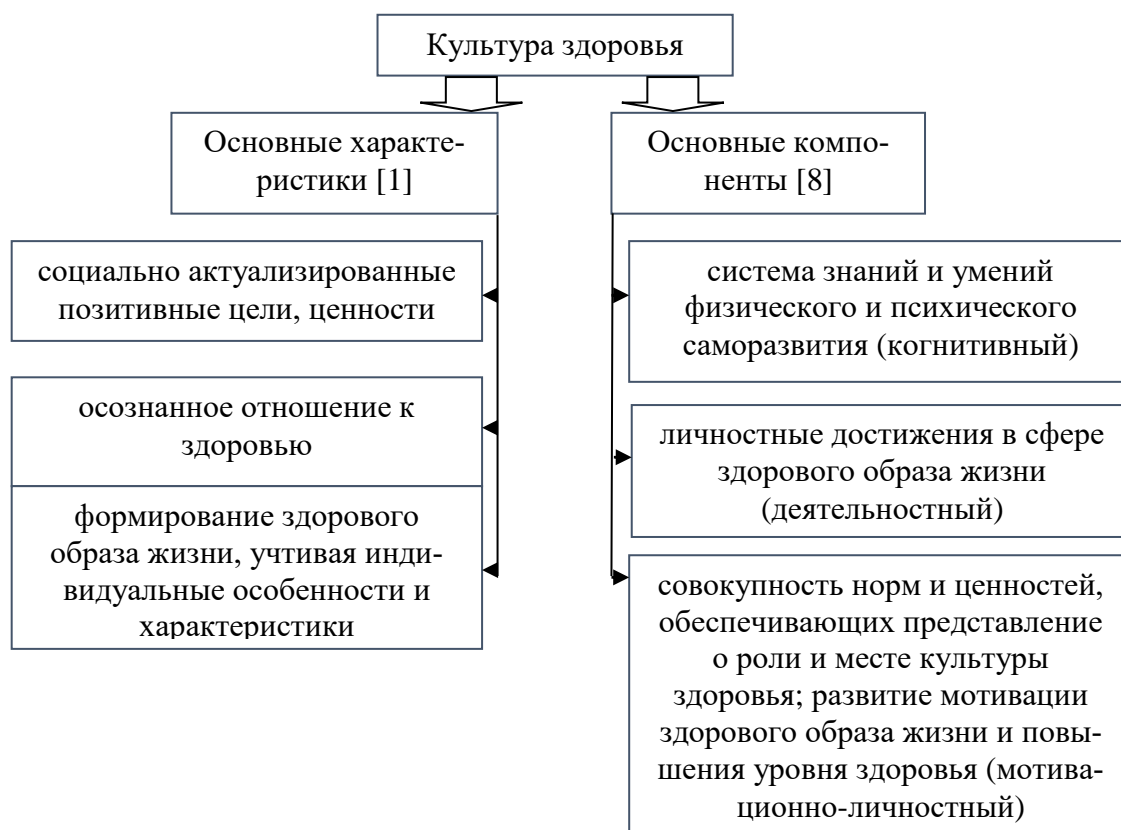 Культура здоровья
Основные характе-
ристики [1]
социально актуализированные
позитивные цели, ценности
осознанное отношение к
здоровью
формирование здорового
образа жизни, учтивая инди-
видуальные особенности и
характеристики
Основные компо-
ненты [8]
система знаний и умений
физического и психического
саморазвития (когнитивный)
личностные достижения в сфере
здорового образа жизни
(деятельностный)
совокупность норм и ценностей,
обеспечивающих представление
о роли и месте культуры
здоровья; развитие мотивации
здорового образа жизни и повы-
шения уровня здоровья (мотива-
ционно-личностный)